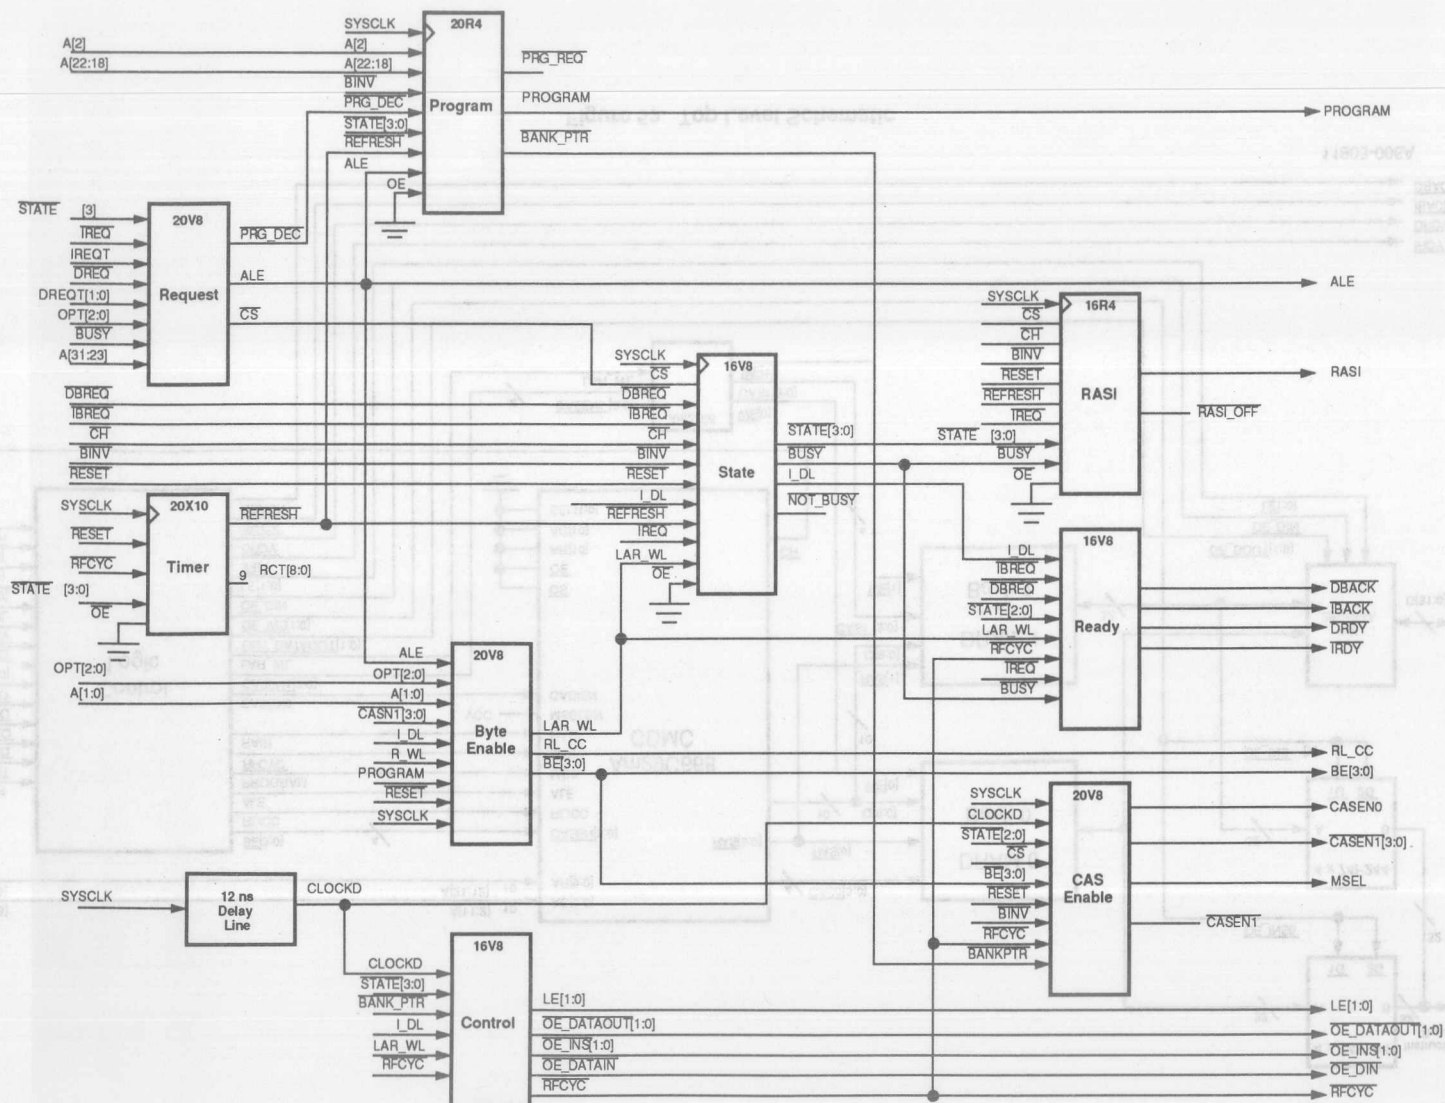 SYSCLK
A[2]
A[22:18]
A[2]
A[22:18]
BINV
PRG_DEC
STATE[3:0]
REFRESH
ALE
OE
20R4
Program
PRG_REQ
PROGRAM
BANK_PTR
PROGRAM
Figure 5a. Top Level Schematic
11803-006A
STATE [3]
IREQ
IREQT
DREQ
DREQT[1:0]
OPT[2:0]
BUSY
A[31:23]
20V8
Request
PRG_DEC
ALE
CS
ALE
DBREQ
IBREQ
CH
BINV
RESET
SYSCLK
CS
DBREQ
IBREQ
CH
BINV
RESET
I_DL
REFRESH
IREQ
LAR_WL
OE
16V8
State
STATE[3:0]
BUSY
I_DL
NOT_BUSY
SYSCLK
CS
CH
BINV
RESET
REFRESH
IREQ
STATE [3:0]
BUSY
OE
16R4
RASI
RASI
RASI_OFF
SYSCLK
RESET
RFCYC
STATE [3:0]
OE
20X10
Timer
REFRESH
9 RCT[8:0]
I_DL
IBREQ
DBREQ
STATE[2:0]
LAR_WL
RFCYC
IREQ
BUSY
16V8
Ready
DBACK
IBACK
DRDY
IRDY
OPT[2:0]
A[1:0]
ALE
OPT[2:0]
A[1:0]
CASN1[3:0]
I_DL
R_WL
PROGRAM
RESET
SYSCLK
20V8
Byte
Enable
LAR_WL
RL_CC
BE[3:0]
RL_CC
BE[3:0]
SYSCLK
CLOCKD
STATE[2:0]
CS
BE[3:0]
RESET
BINV
RFCYC
BANKPTR
20V8
CAS
Enable
CASEN0
CASEN1[3:0]
MSEL
CASEN1
SYSCLK
12 ns
Delay
Line
CLOCKD
CLOCKD
STATE[3:0]
BANK_PTR
I_DL
LAR_WL
RFCYC
16V8
Control
LE[1:0]
OE_DATAOUT[1:0]
OE_INS[1:0]
OE_DATAIN
RFCYC
LE[1:0]
OE_DATAOUT[1:0]
OE_INS[1:0]
OE_DIN
RFCYC